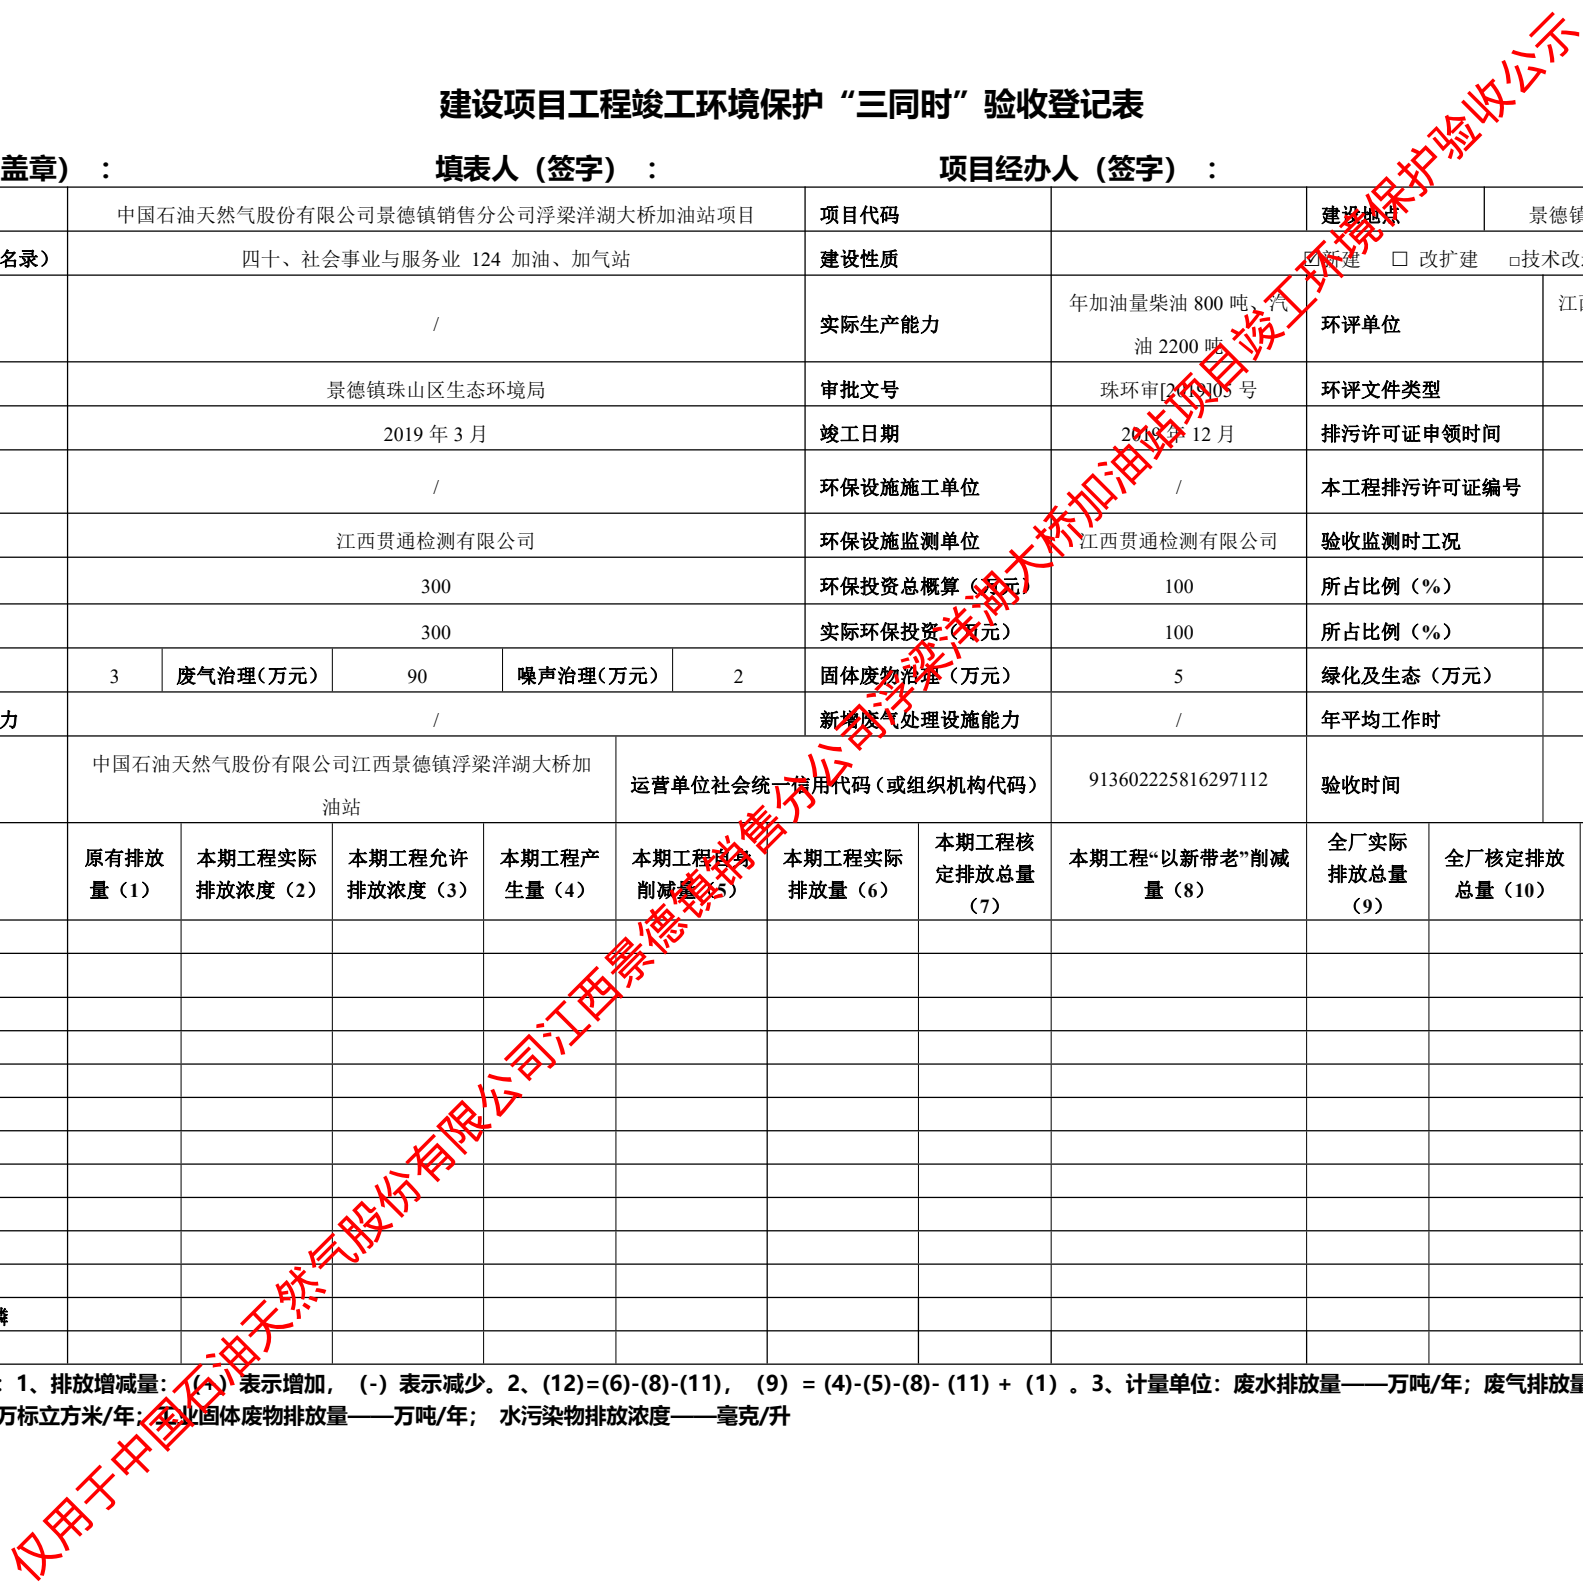 建设项目工程竣工环境保护“三同时”验收登记表
盖章）： 填表人（签字）： 项目经办人（签字）：
中国石油天然气股份有限公司景德镇销售分公司浮梁洋湖大桥加油站项目 项目代码 建设地点 景德镇
名录） 四十、社会事业与服务业 124 加油、加气站 建设性质 ☑新建 □ 改扩建 □技术改
/ 实际生产能力 年加油量柴油 800 吨、汽 环评单位 江
油 2200 吨
景德镇珠山区生态环境局 审批文号 珠环审[2019]05 号 环评文件类型
2019 年 3 月 竣工日期 2019 年 12 月 排污许可证申领时间
/ 环保设施施工单位 / 本工程排污许可证编号
江西贯通检测有限公司 环保设施监测单位 江西贯通检测有限公司 验收监测时工况
300 环保投资总概算（万元） 100 所占比例（%）
300 实际环保投资（万元） 100 所占比例（%）
3 废气治理（万元） 90 噪声治理（万元） 2 固体废物治理（万元） 5 绿化及生态（万元）
力 / 新增废气处理设施能力 / 年平均工作时
中国石油天然气股份有限公司江西景德镇浮梁洋湖大桥加
油站
运营单位社会统一信用代码（或组织机构代码） 913602225816297112 验收时间
原有排放
量（1）
本期工程实际
排放浓度（2）
本期工程允许
排放浓度（3）
本期工程产
生量（4）
本期工程自身
削减量（5）
本期工程实际
排放量（6）
本期工程核
定排放总量
（7）
本期工程“以新带老”削减
量（8）
全厂实际
排放总量
（9）
全厂核定排放
总量（10）
磷
：1、排放增减量：（+）表示增加，（-）表示减少。2、(12)=(6)-(8)-(11)，（9）= (4)-(5)-(8)- (11) +（1）。3、计量单位：废水排放量——万吨/年；废气排放量
万标立方米/年；工业固体废物排放量——万吨/年； 水污染物排放浓度——毫克/升
仅用于中国石油天然气股份有限公司江西景德镇销售分公司浮梁洋湖大桥加油站项目竣工环境保护验收公示